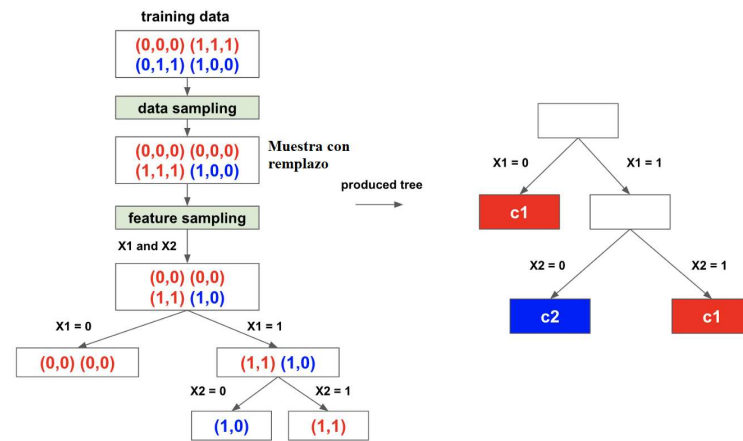 training data
(0,0,0) (1,1,1)
(0,1,1) (1,0,0)
data sampling
(0,0,0) (0,0,0)
(1,1,1) (1,0,0)
Muestra con
remplazo
feature sampling
X1 and X2
(0,0) (0,0)
(1,1) (1,0)
X1 = 0
X1 = 1
(0,0) (0,0)
(1,1) (1,0)
X2 = 0
X2 = 1
(1,0)
(1,1)
produced tree
X1 = 0
X1 = 1
c1
X2 = 0
X2 = 1
c2
c1